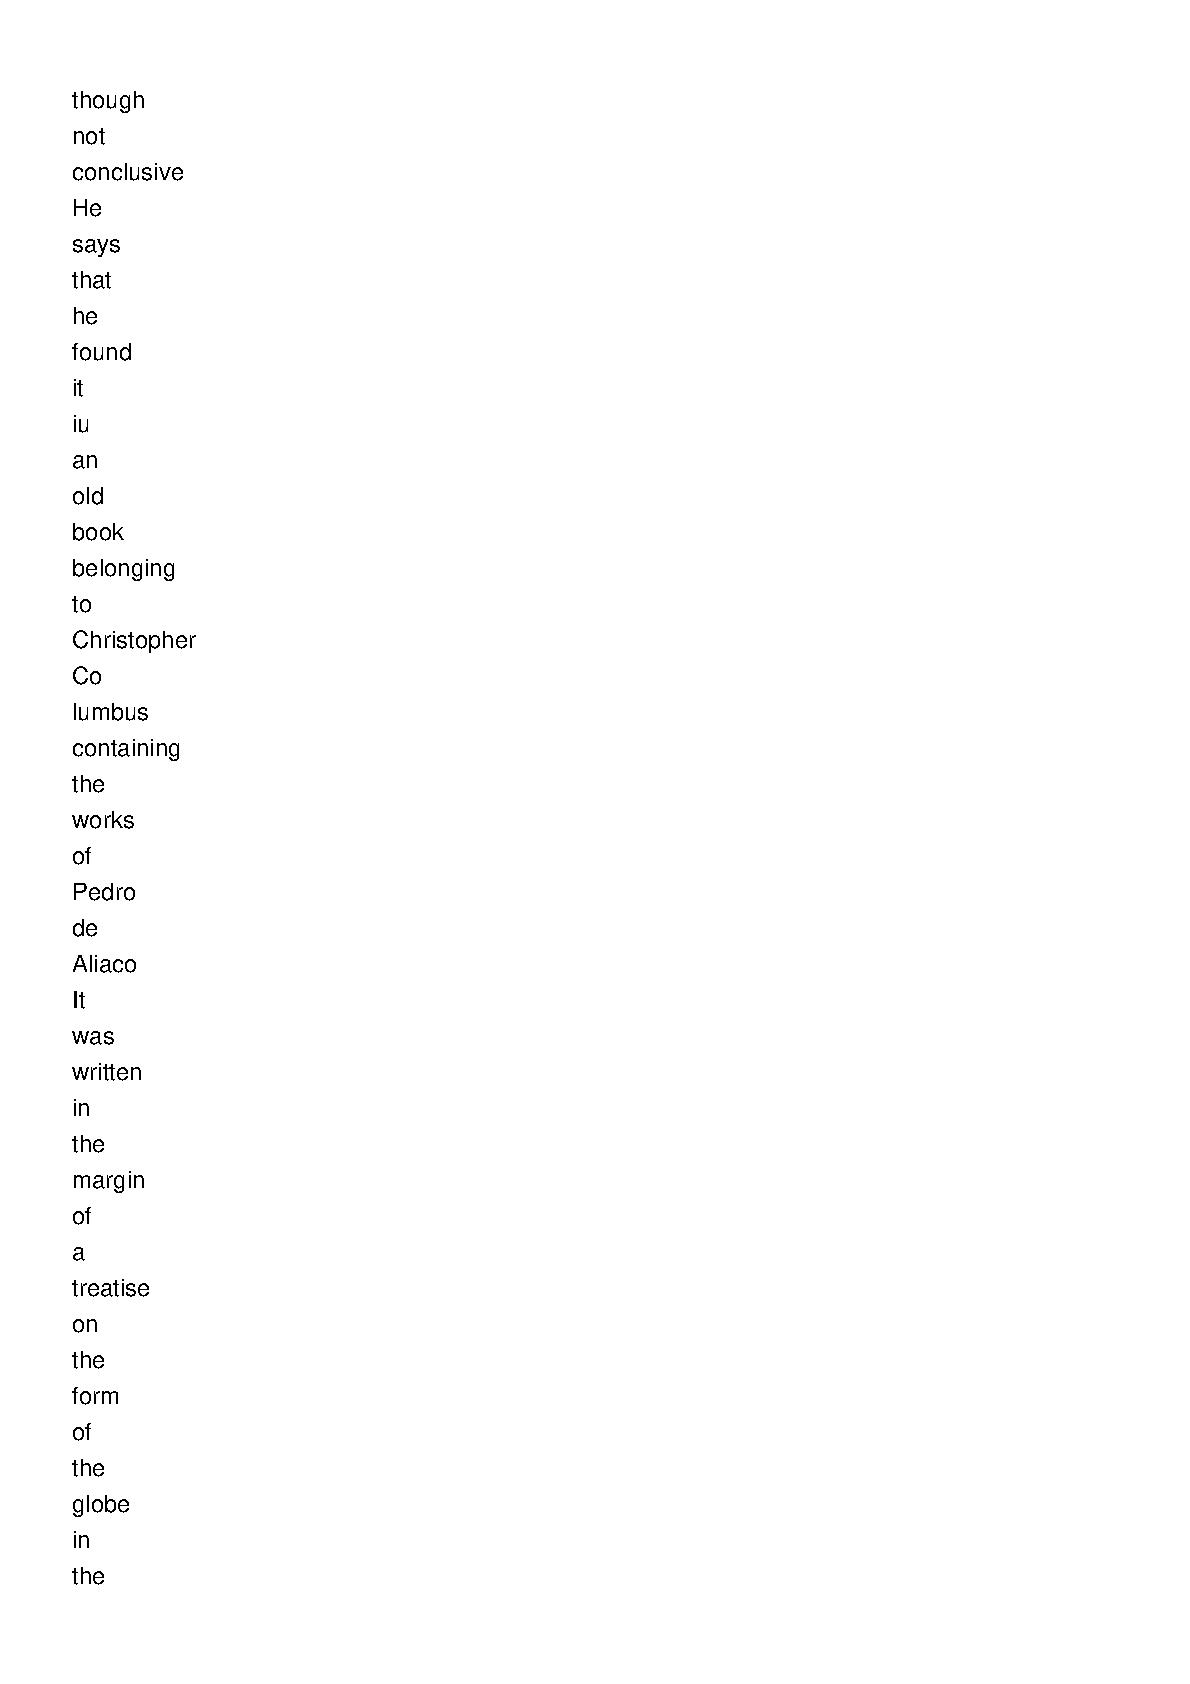 though
not
conclusive
He
says
that
he
found
it
iu
an
old
book
belonging
to
Christopher
Co
lumbus
containing
the
works
of
Pedro
de
Aliaco
It
was
written
in
the
margin
of
a
treatise
on
the
form
of
the
globe
in
the